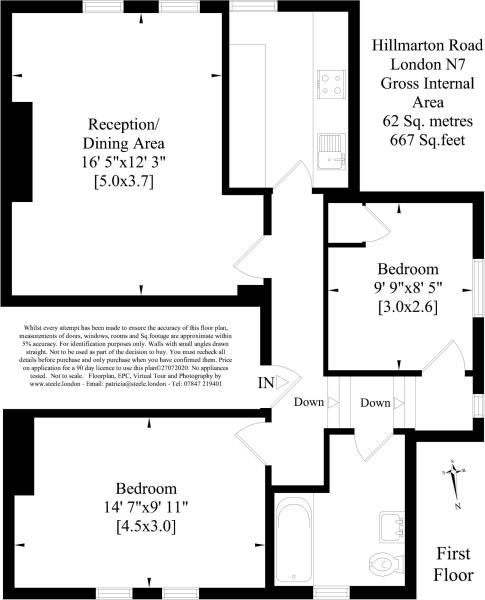 Hillmarton Road
London N7
Gross Internal
Area
62 Sq. metres
667 Sq.feet
Reception/
Dining Area
16' 5"x12' 3"
[5.0x3.7]
Bedroom
9' 9"x8' 5"
[3.0x2.6]
Whilst every attempt has been made to ensure the accuracy of this floor plan,
measurements of doors, windows, rooms and Sq.footage are approximate within
5% accuracy. For identification purposes only. Walls with small angles drawn
straight. Not to be used as part of the decision to buy. You must recheck all
details before purchase and only purchase when you have confirmed them. Price
on application for a 90 day licence to use this plan©27072020. No appliances
tested. Not to scale. Floorplan, EPC, Virtual Tour and Photography by
www.steele.london - Email: patricia@steele.london - Tel: 07847 219401
IN
Down
Down
Bedroom
14' 7"x9' 11"
[4.5x3.0]
S
E
R
N
First
Floor